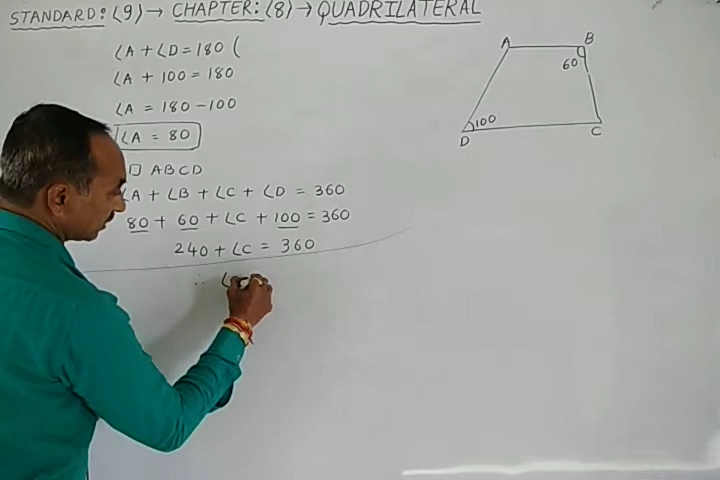 STANDARD: (9) → CHAPTER: (8) → QUADRILATERAL
∠A + ∠D = 180 (
∠A + 100 = 180
∠A = 180 - 100
∠A = 80
□ ABCD
∠A + ∠B + ∠C + ∠D = 360
80 + 60 + ∠C + 100 = 360
240 + ∠C = 360
∴ ∠
A
B
60
100
D
C